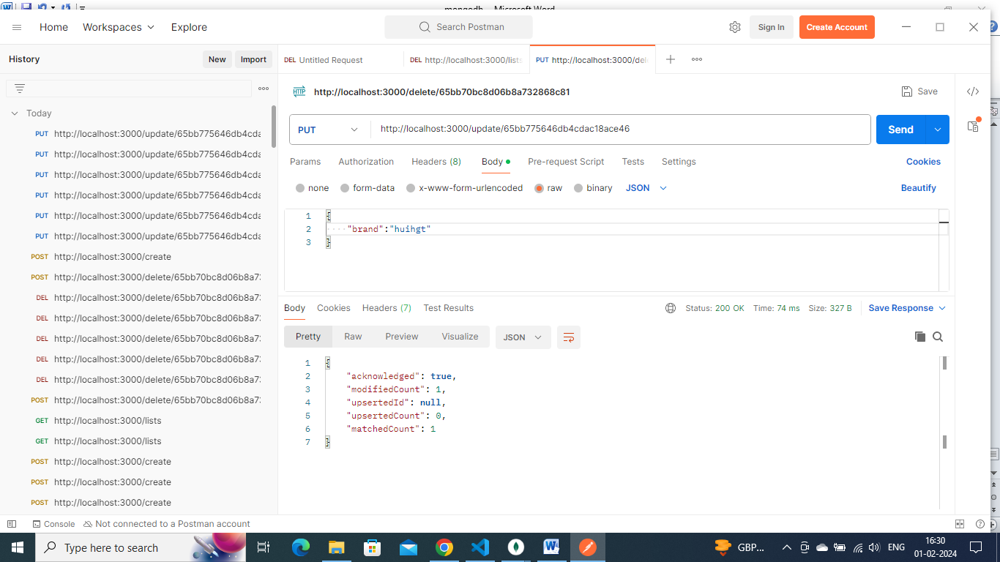 mongodb - Microsoft Word
Home Workspaces Explore
Search Postman
Sign In Create Account
History New Import
DEL Untitled Request
DEL http://localhost:3000/lists
PUT http://localhost:3000/del
http://localhost:3000/delete/65bb70bc8d06b8a732868c81
Save
Today
PUT http://localhost:3000/update/65bb775646db4cda
PUT http://localhost:3000/update/65bb775646db4cda
PUT http://localhost:3000/update/65bb775646db4cda
PUT http://localhost:3000/update/65bb775646db4cda
PUT http://localhost:3000/update/65bb775646db4cda
PUT http://localhost:3000/update/65bb775646db4cda
POST http://localhost:3000/create
POST http://localhost:3000/delete/65bb70bc8d06b8a73
DEL http://localhost:3000/delete/65bb70bc8d06b8a73
DEL http://localhost:3000/delete/65bb70bc8d06b8a73
DEL http://localhost:3000/delete/65bb70bc8d06b8a73
DEL http://localhost:3000/delete/65bb70bc8d06b8a73
DEL http://localhost:3000/delete/65bb70bc8d06b8a73
POST http://localhost:3000/delete/65bb70bc8d06b8a73
GET http://localhost:3000/lists
GET http://localhost:3000/lists
POST http://localhost:3000/create
POST http://localhost:3000/create
POST http://localhost:3000/create
PUT http://localhost:3000/update/65bb775646db4cdac18ace46
Send
Params Authorization Headers (8) Body Pre-request Script Tests Settings Cookies
none form-data x-www-form-urlencoded raw binary JSON Beautify
1 {
2 "brand":"huihgt"
3 }
Body Cookies Headers (7) Test Results Status: 200 OK Time: 74 ms Size: 327 B Save Response
Pretty Raw Preview Visualize JSON
1 {
2 "acknowledged": true,
3 "modifiedCount": 1,
4 "upsertedId": null,
5 "upsertedCount": 0,
6 "matchedCount": 1
7 }
Console Not connected to a Postman account
Type here to search
GBP...
ENG
16:30
01-02-2024